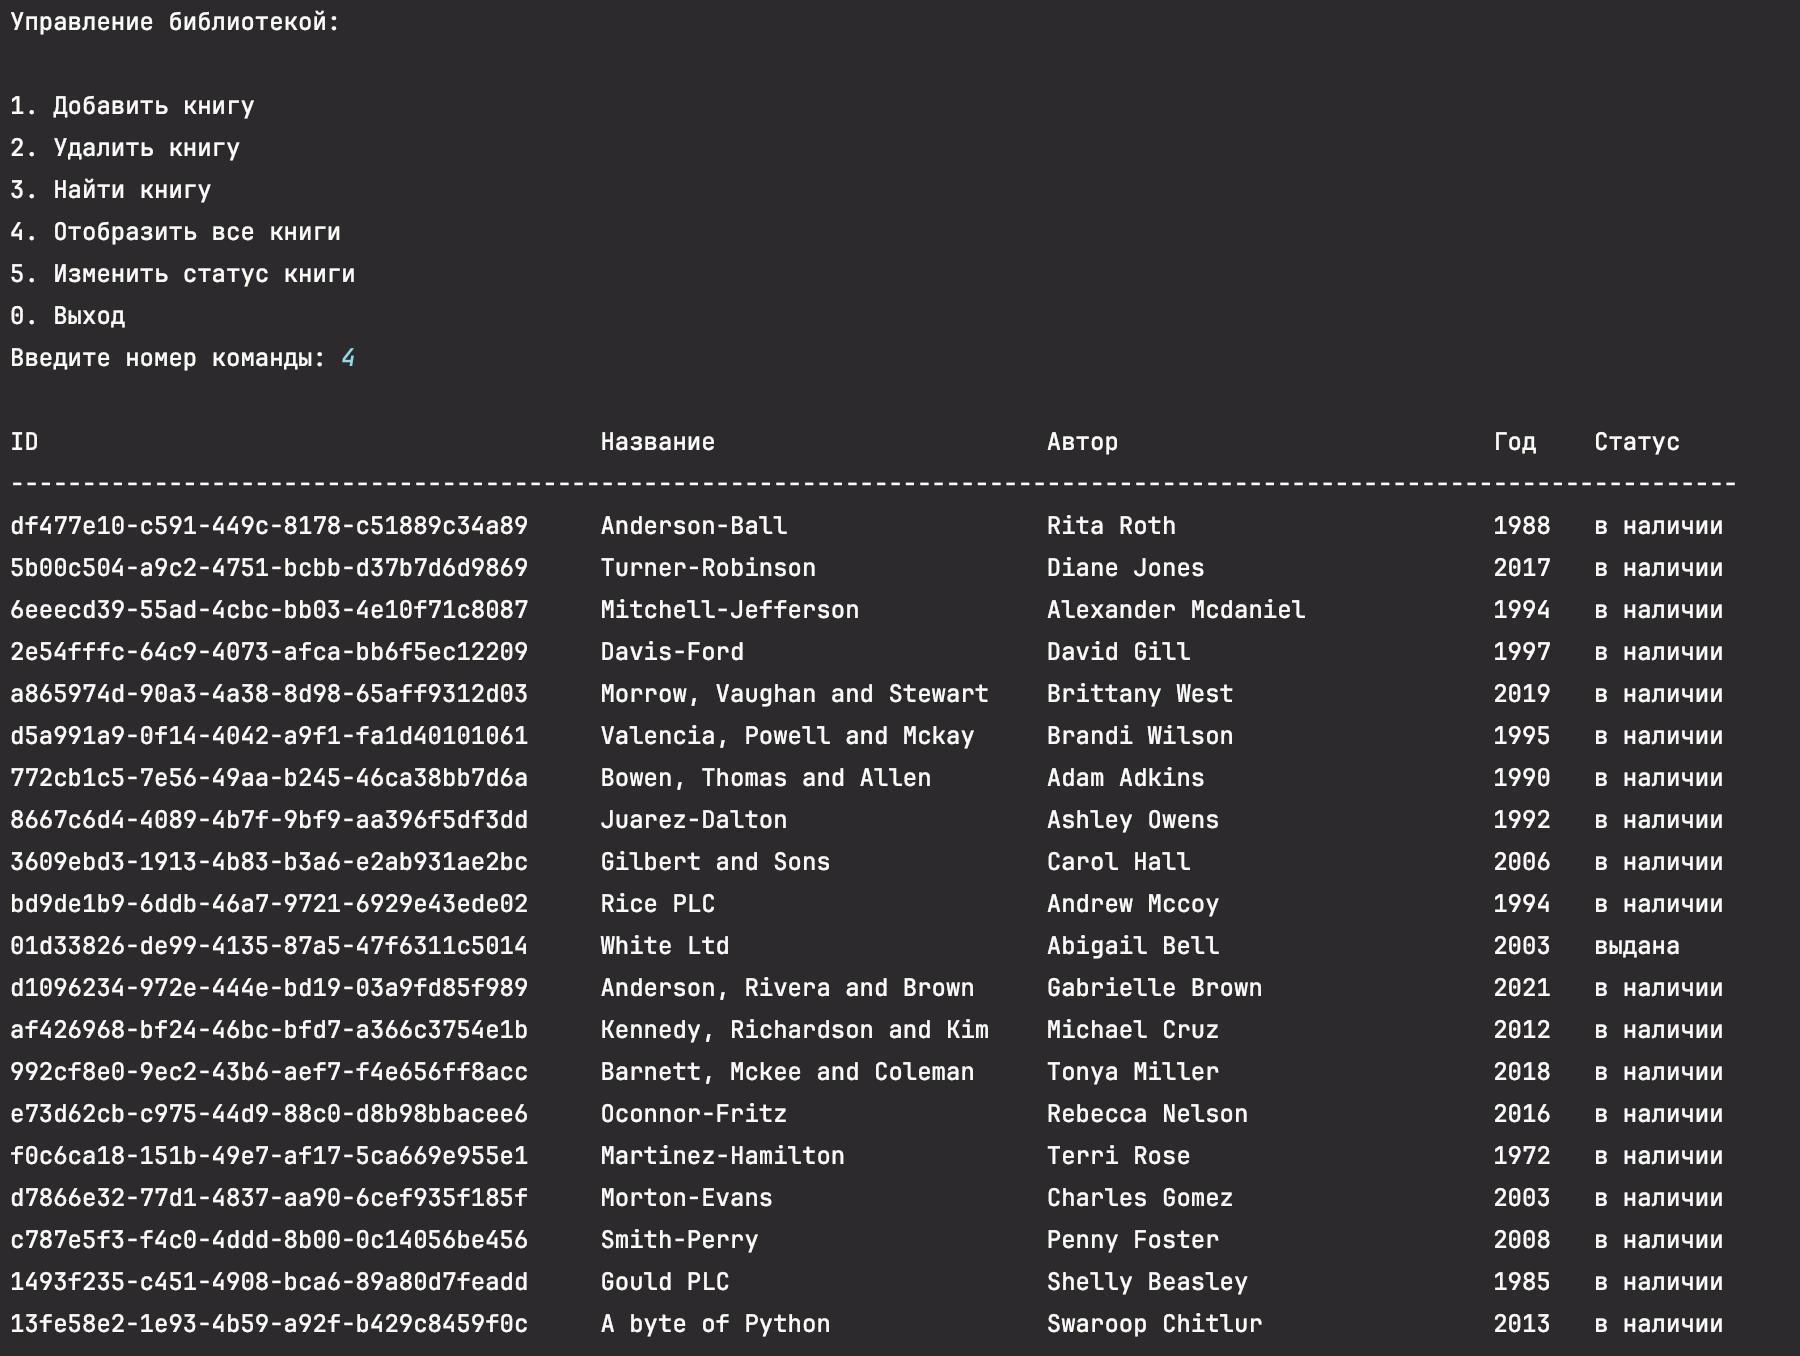 Управление библиотекой:
1. Добавить книгу
2. Удалить книгу
3. Найти книгу
4. Отобразить все книги
5. Изменить статус книги
0. Выход
Введите номер команды: 4
ID Название Автор Год Статус
------------------------------------------------------------------------------------------------------------------------
df477e10-c591-449c-8178-c51889c34a89 Anderson-Ball Rita Roth 1988 в наличии
5b00c504-a9c2-4751-bcbb-d37b7d6d9869 Turner-Robinson Diane Jones 2017 в наличии
6eeecd39-55ad-4cbc-bb03-4e10f71c8087 Mitchell-Jefferson Alexander Mcdaniel 1994 в наличии
2e54fffc-64c9-4073-afca-bb6f5ec12209 Davis-Ford David Gill 1997 в наличии
a865974d-90a3-4a38-8d98-65aff9312d03 Morrow, Vaughan and Stewart Brittany West 2019 в наличии
d5a991a9-0f14-4042-a9f1-fa1d40101061 Valencia, Powell and Mckay Brandi Wilson 1995 в наличии
772cb1c5-7e56-49aa-b245-46ca38bb7d6a Bowen, Thomas and Allen Adam Adkins 1990 в наличии
8667c6d4-4089-4b7f-9bf9-aa396f5df3dd Juarez-Dalton Ashley Owens 1992 в наличии
3609ebd3-1913-4b83-b3a6-e2ab931ae2bc Gilbert and Sons Carol Hall 2006 в наличии
bd9de1b9-6ddb-46a7-9721-6929e43ede02 Rice PLC Andrew Mccoy 1994 в наличии
01d33826-de99-4135-87a5-47f6311c5014 White Ltd Abigail Bell 2003 выдана
d1096234-972e-444e-bd19-03a9fd85f989 Anderson, Rivera and Brown Gabrielle Brown 2021 в наличии
af426968-bf24-46bc-bfd7-a366c3754e1b Kennedy, Richardson and Kim Michael Cruz 2012 в наличии
992cf8e0-9ec2-43b6-aef7-f4e656ff8acc Barnett, Mckee and Coleman Tonya Miller 2018 в наличии
e73d62cb-c975-44d9-88c0-d8b98bbacee6 Oconnor-Fritz Rebecca Nelson 2016 в наличии
f0c6ca18-151b-49e7-af17-5ca669e955e1 Martinez-Hamilton Terri Rose 1972 в наличии
d7866e32-77d1-4837-aa90-6cef935f185f Morton-Evans Charles Gomez 2003 в наличии
c787e5f3-f4c0-4ddd-8b00-0c14056be456 Smith-Perry Penny Foster 2008 в наличии
1493f235-c451-4908-bca6-89a80d7feadd Gould PLC Shelly Beasley 1985 в наличии
13fe58e2-1e93-4b59-a92f-b429c8459f0c A byte of Python Swaroop Chitlur 2013 в наличии